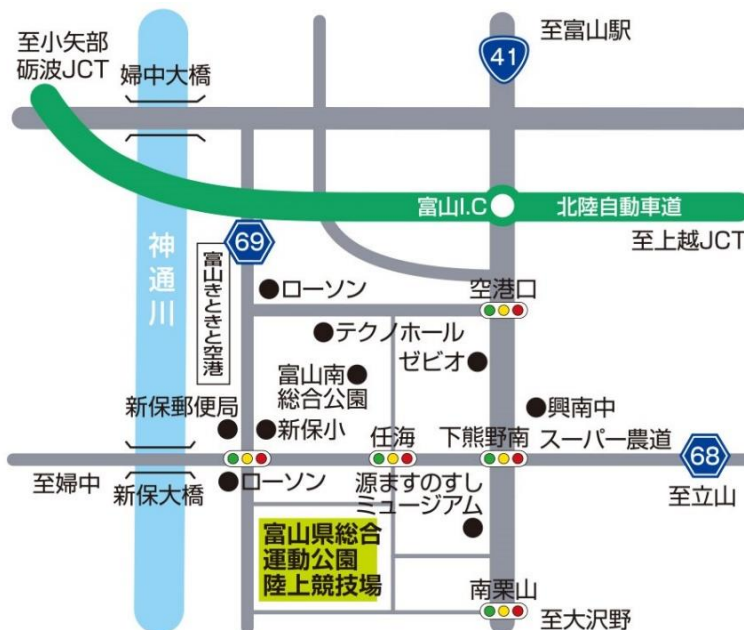 至小矢部
砺波JCT
婦中大橋
41
至富山駅
富山I.C
北陸自動車道
至上越JCT
神通川
69
富山きときと空港
ローソン
空港口
テクノホール
ゼビオ
富山南
総合公園
興南中
新保郵便局
新保小
任海
下熊野南
スーパー農道
68
至婦中
新保大橋
ローソン
源ますのすし
ミュージアム
至立山
富山県総合
運動公園
陸上競技場
南栗山
至大沢野